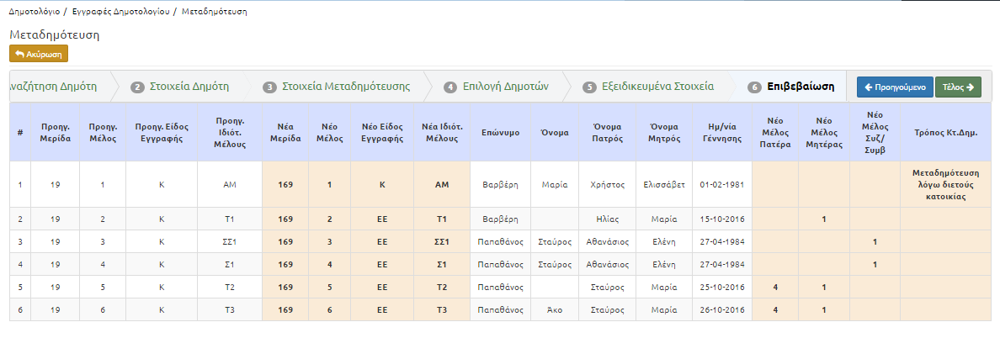 Δημοτολόγιο / Εγγραφές Δημοτολογίου / Μεταδημότευση
Μεταδημότευση
Ακύρωση
ναζήτηση Δημότη 2 Στοιχεία Δημότη 3 Στοιχεία Μεταδημότευσης 4 Επιλογή Δημοτών 5 Εξειδικευμένα Στοιχεία 6 Επιβεβαίωση Προηγούμενο Τέλος
# Προηγ. Μερίδα Προηγ. Μέλος Προηγ. Είδος Εγγραφής Προηγ. Ιδιότ. Μέλους Νέα Μερίδα Νέο Μέλος Νέο Είδος Εγγραφής Νέα Ιδιότ. Μέλους Επώνυμο Όνομα Όνομα Πατρός Όνομα Μητρός Ημ/νία Γέννησης Νέο Μέλος Πατέρα Νέο Μέλος Μητέρας Νέο Μέλος Συζ/ Συμβ Τρόπος Κτ.Δημ.
1 19 1 Κ ΑΜ 169 1 Κ ΑΜ Βαρβέρη Μαρία Χρήστος Ελισσάβετ 01-02-1981 Μεταδημότευση λόγω διετούς κατοικίας
2 19 2 Κ Τ1 169 2 ΕΕ Τ1 Βαρβέρη Ηλίας Μαρία 15-10-2016 1
3 19 3 Κ ΣΣ1 169 3 ΕΕ ΣΣ1 Παπαθάνος Σταύρος Αθανάσιος Ελένη 27-04-1984 1
4 19 4 Κ Σ1 169 4 ΕΕ Σ1 Παπαθάνος Σταύρος Αθανάσιος Ελένη 27-04-1984 1
5 19 5 Κ Τ2 169 5 ΕΕ Τ2 Παπαθάνος Σταύρος Μαρία 25-10-2016 4 1
6 19 6 Κ Τ3 169 6 ΕΕ Τ3 Παπαθάνος Άκο Σταύρος Μαρία 26-10-2016 4 1